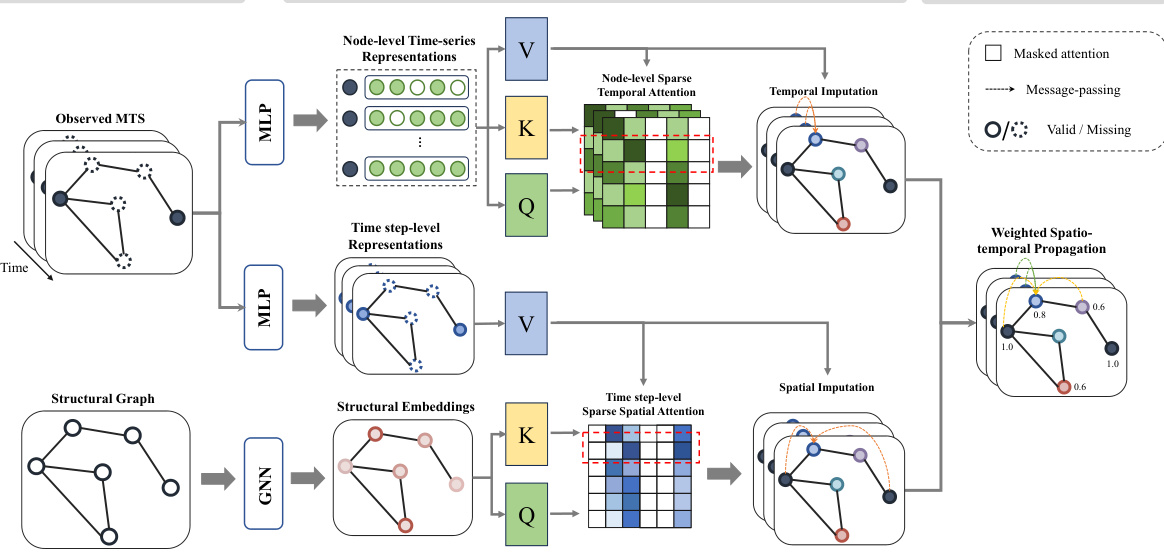 Observed MTS
Time
MLP
Node-level Time-series
Representations
...
V
K
Q
Node-level Sparse
Temporal Attention
Temporal Imputation
Masked attention
Message-passing
Valid / Missing
/
MLP
Time step-level
Representations
V
Weighted Spatio-
temporal Propagation
0.8
0.6
1.0
1.0
0.6
Structural Graph
GNN
Structural Embeddings
K
Q
Time step-level
Sparse Spatial Attention
Spatial Imputation